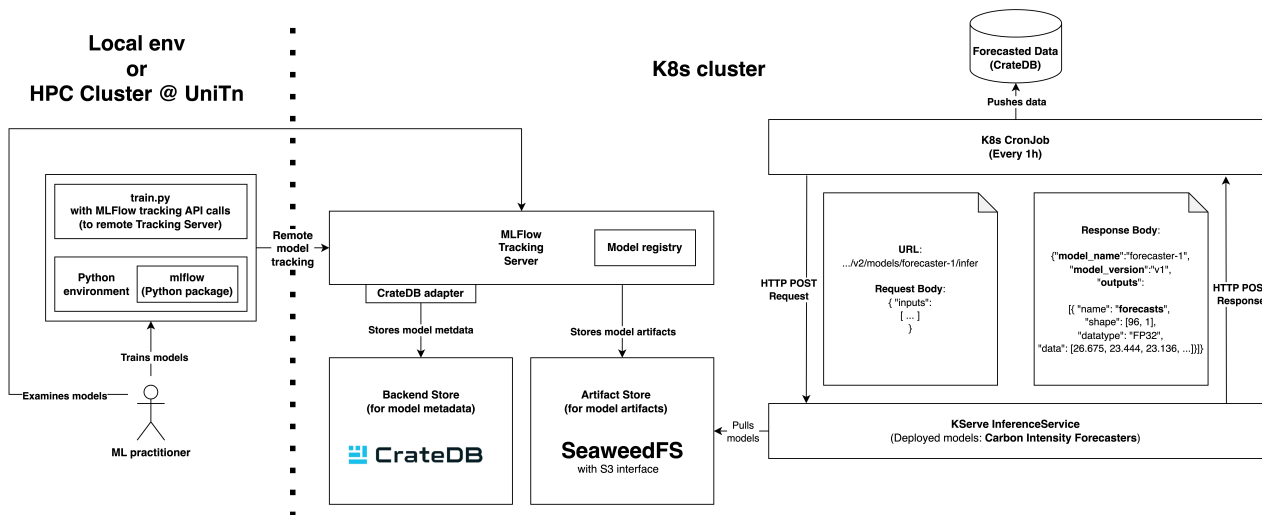 Local env
or
HPC Cluster @ UniTn
K8s cluster
Forecasted Data
(CrateDB)
Pushes data
K8s CronJob
(Every 1h)
train.py
with MLFlow tracking API calls
(to remote Tracking Server)
Python
environment
mlflow
(Python package)
Remote
model
tracking
MLFlow
Tracking
Server
Model registry
CrateDB adapter
Stores model metdata
Stores model artifacts
Trains models
Examines models
ML practitioner
Backend Store
(for model metadata)
CrateDB
Artifact Store
(for model artifacts)
SeaweedFS
with S3 interface
Pulls
models
HTTP POST
Request
URL:
.../v2/models/forecaster-1/infer
Request Body:
{ "inputs":
[ ... ]
}
Response Body:
{"model_name":"forecaster-1",
"model_version":"v1",
"outputs":
[{ "name": "forecasts",
"shape": [96, 1],
"datatype": "FP32",
"data": [26.675, 23.444, 23.136, ...]}]}
HTTP POS
Response
KServe InferenceService
(Deployed models: Carbon Intensity Forecasters)